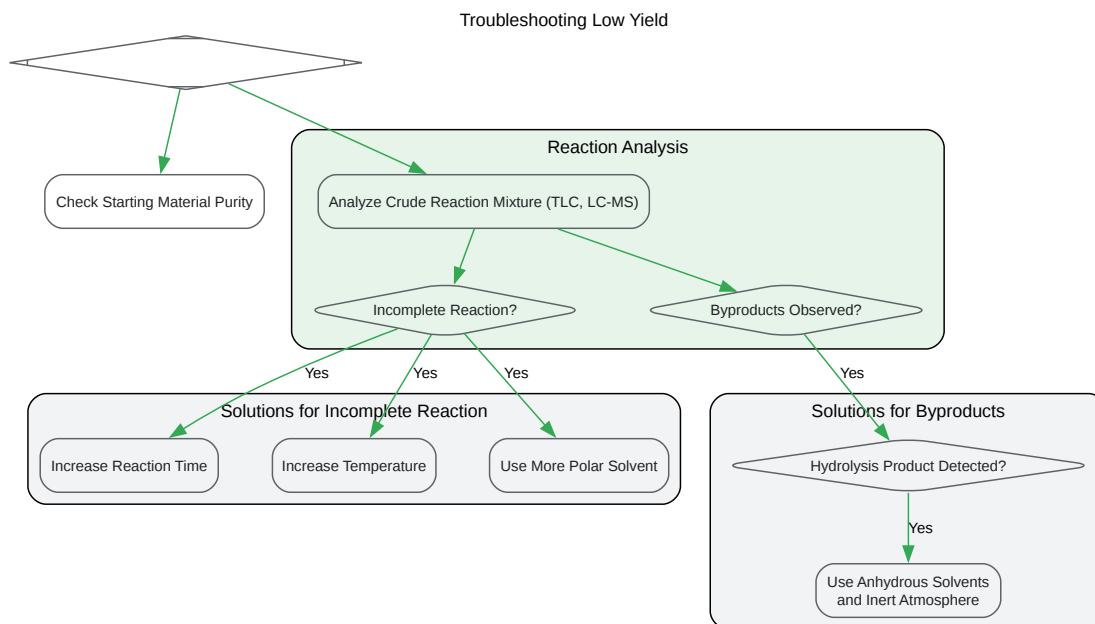 Troubleshooting Low Yield
Reaction Analysis
Check Starting Material Purity
Analyze Crude Reaction Mixture (TLC, LC-MS)
Incomplete Reaction?
Byproducts Observed?
Yes
Yes
Yes
Yes
Solutions for Incomplete Reaction
Solutions for Byproducts
Increase Reaction Time
Increase Temperature
Use More Polar Solvent
Hydrolysis Product Detected?
Yes
Use Anhydrous Solvents
and Inert Atmosphere